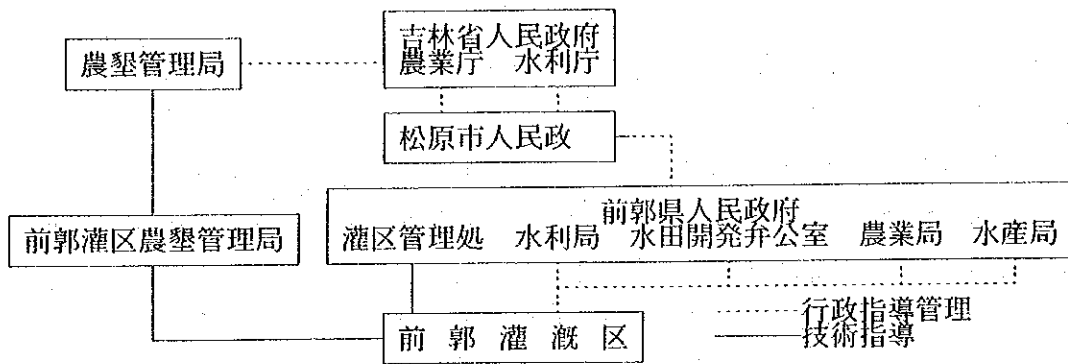 吉林省人民政府
農墾管理局
農業庁 水利庁
松原市人民政
前郭県人民政府
前郭灌区農墾管理局
灌区管理処 水利局 水田開発弁公室 農業局 水産局
行政指導管理
前郭灌漑区
技術指導